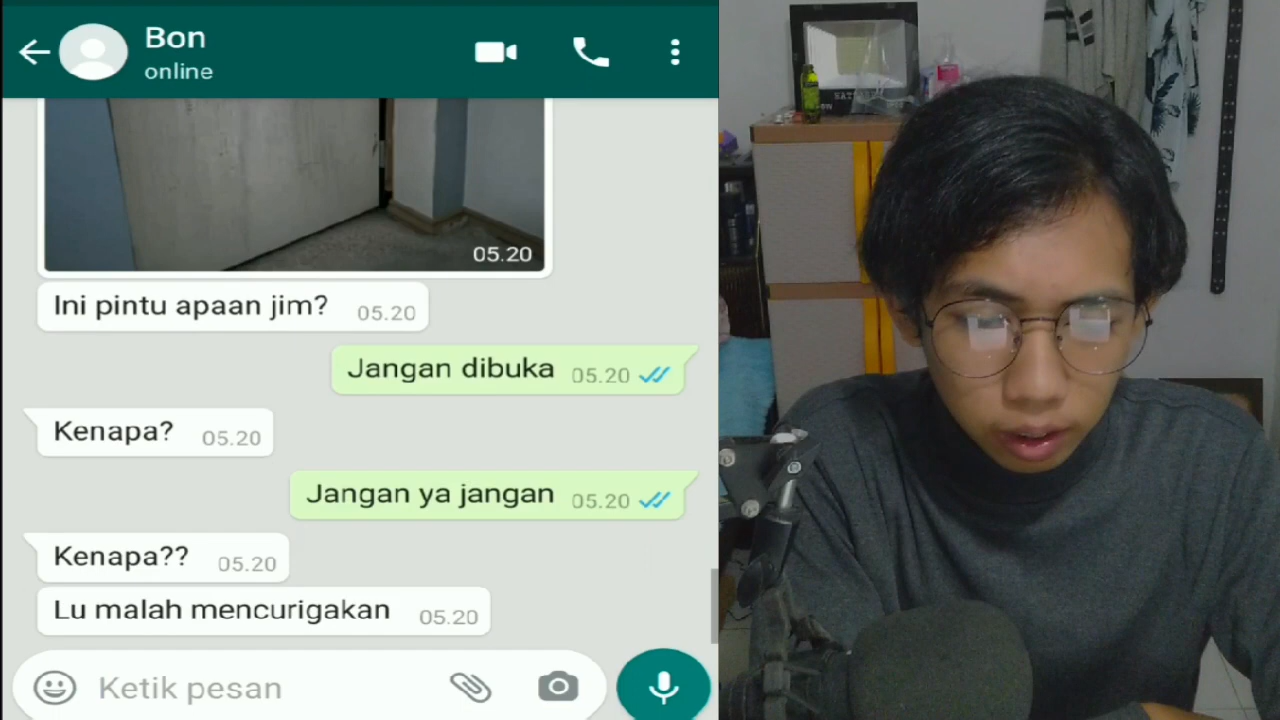 Bon
online
05.20
Ini pintu apaan jim? 05.20
Jangan dibuka 05.20
Kenapa? 05.20
Jangan ya jangan 05.20
Kenapa?? 05.20
Lu malah mencurigakan 05.20
Ketik pesan